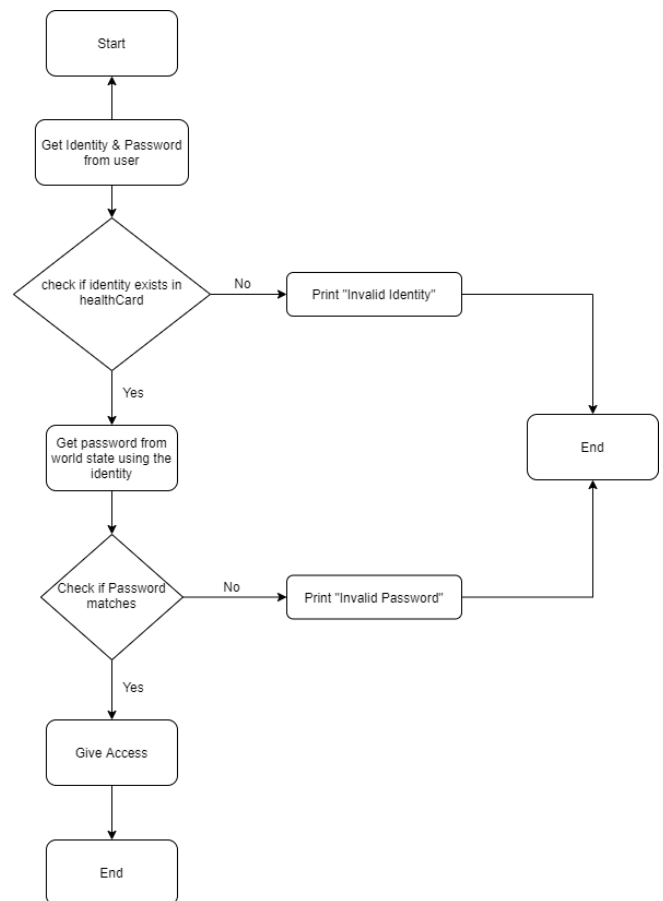 Start
Get Identity & Password
from user
check if identity exists in
healthCard
No
Print "Invalid Identity"
Yes
Get password from
world state using the
identity
End
Check if Password
matches
No
Print "Invalid Password"
Yes
Give Access
End